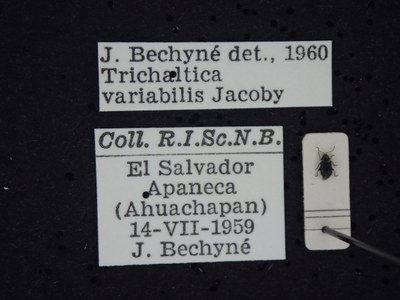 J. Bechyné det., 1960
Trichaltica
variabilis Jacoby
Coll. R.I.Sc.N.B.
El Salvador
Apaneca
(Ahuachapan)
14-VII-1959
J. Bechyné